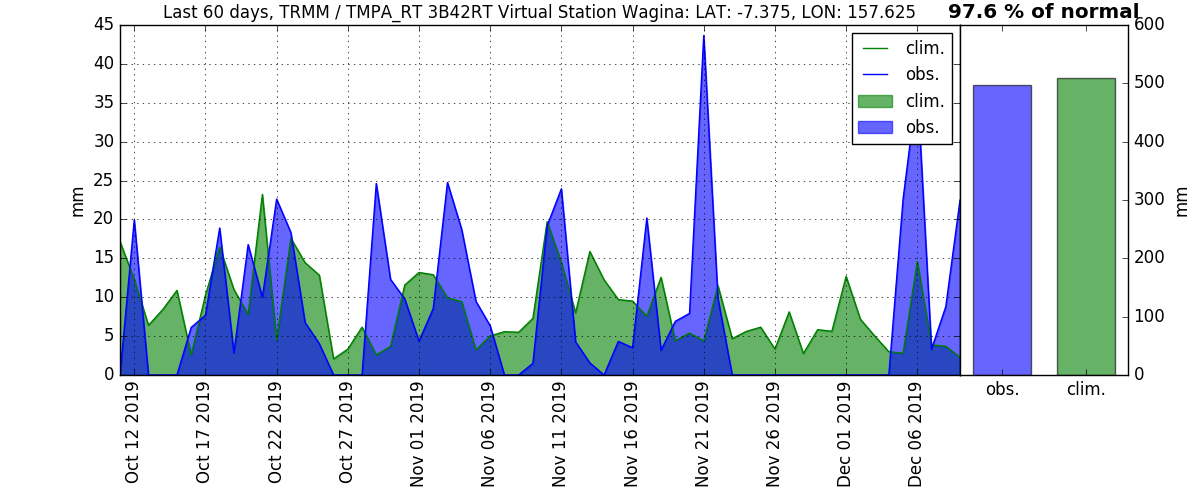 Last 60 days, TRMM / TMPA_RT 3B42RT Virtual Station Wagina: LAT: -7.375, LON: 157.625
97.6 % of normal
45
40
35
30
25
20
15
10
5
0
mm
clim.
obs.
clim.
obs.
600
500
400
300
200
100
0
mm
obs.
clim.
Oct 12 2019
Oct 17 2019
Oct 22 2019
Oct 27 2019
Nov 01 2019
Nov 06 2019
Nov 11 2019
Nov 16 2019
Nov 21 2019
Nov 26 2019
Dec 01 2019
Dec 06 2019